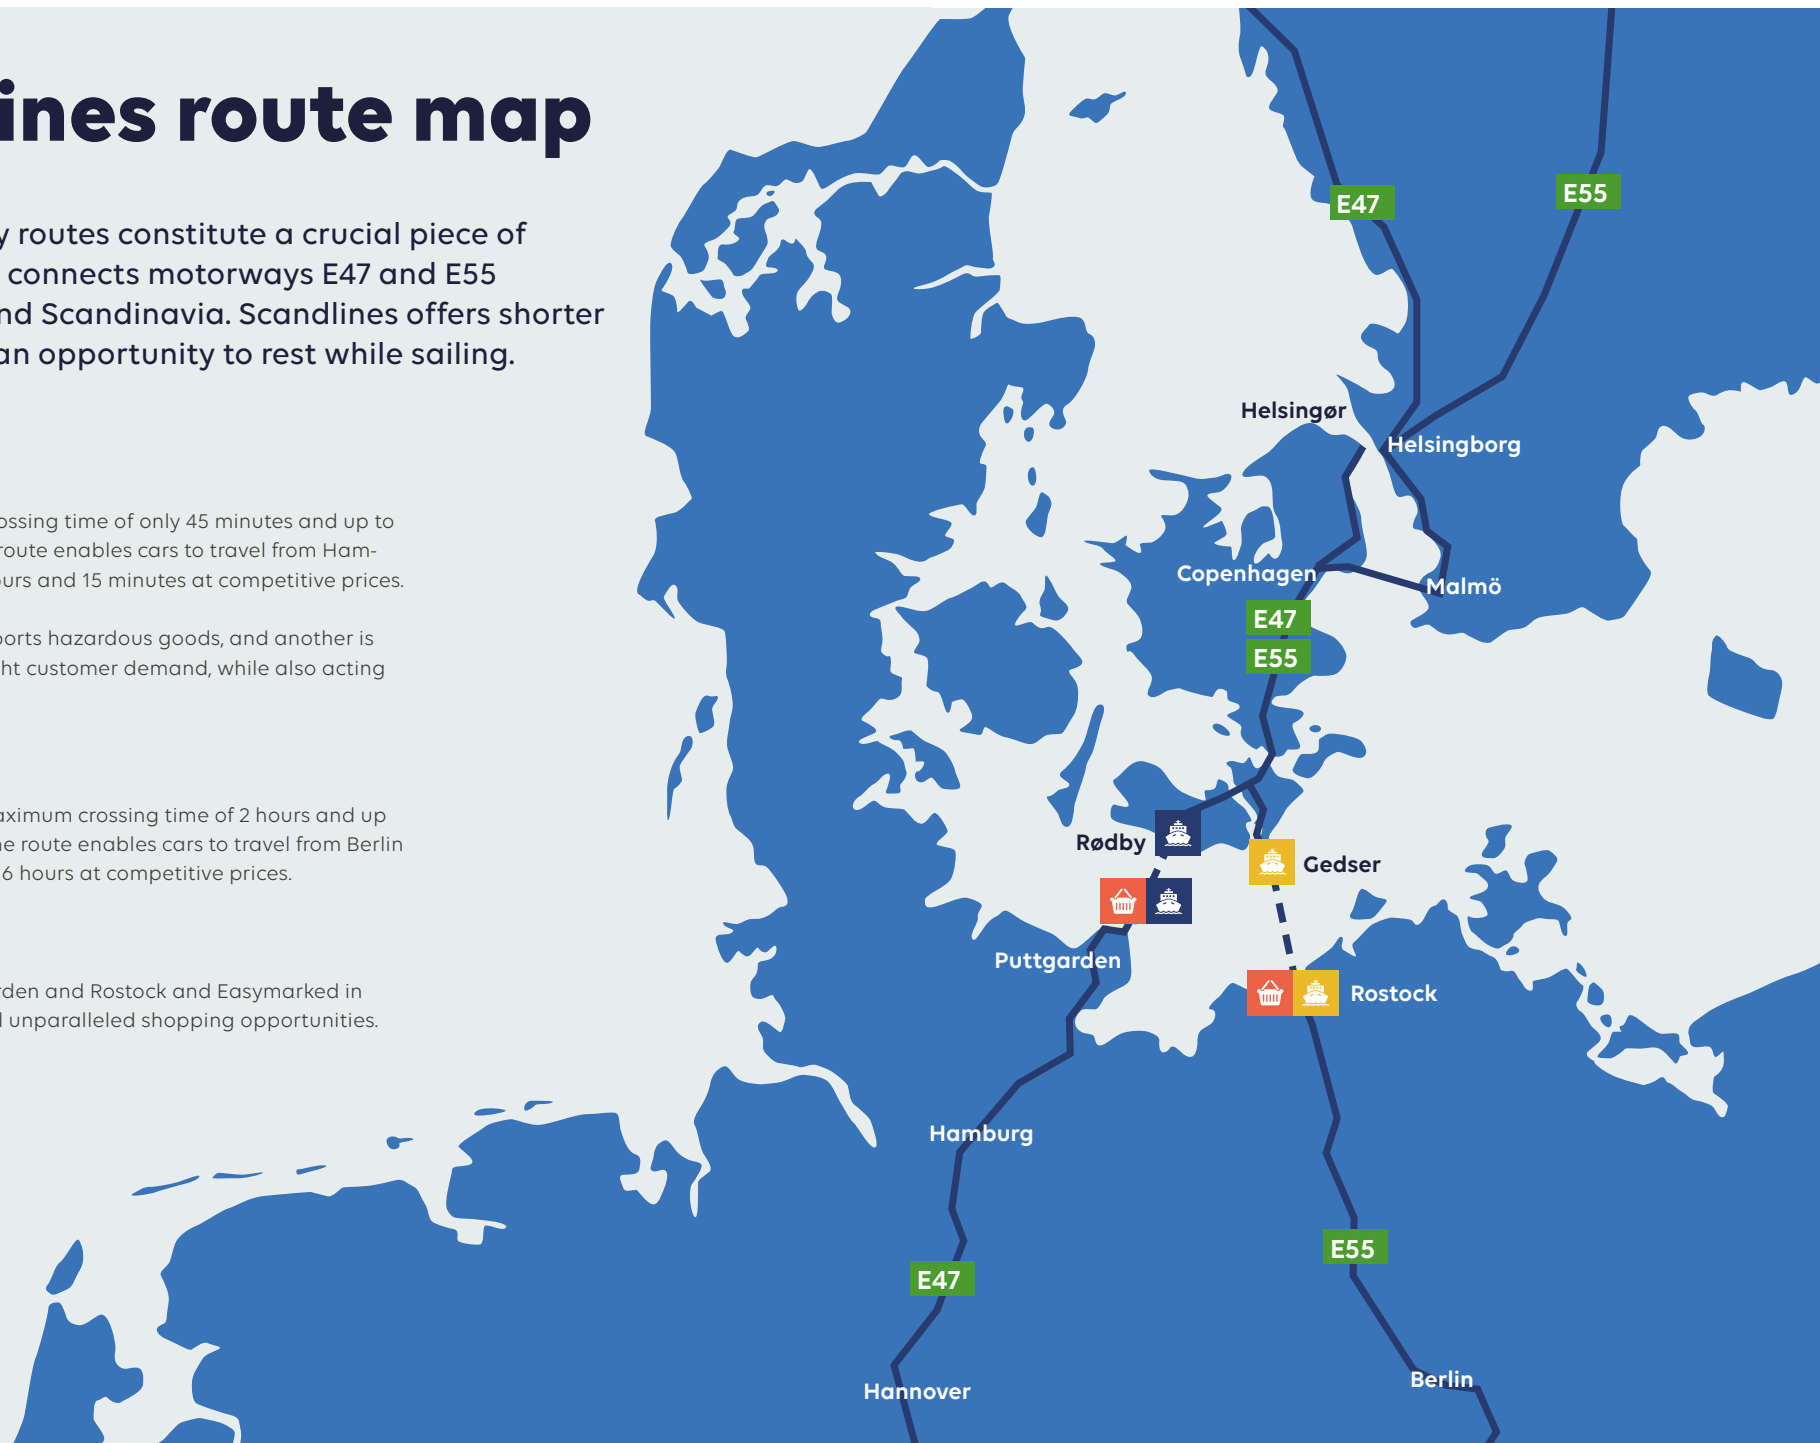 ines route map
y routes constitute a crucial piece of
connects motorways E47 and E55
nd Scandinavia. Scandlines offers shorter
an opportunity to rest while sailing.
ossing time of only 45 minutes and up to
route enables cars to travel from Ham-
urs and 15 minutes at competitive prices.
orts hazardous goods, and another is
ht customer demand, while also acting
aximum crossing time of 2 hours and up
e route enables cars to travel from Berlin
6 hours at competitive prices.
rden and Rostock and Easymarked in
unparalleled shopping opportunities.
E47
E55
Helsingør
Helsingborg
Copenhagen
Malmö
E47
E55
Rødby
Gedser
Puttgarden
Rostock
Hamburg
E55
E47
Berlin
Hannover